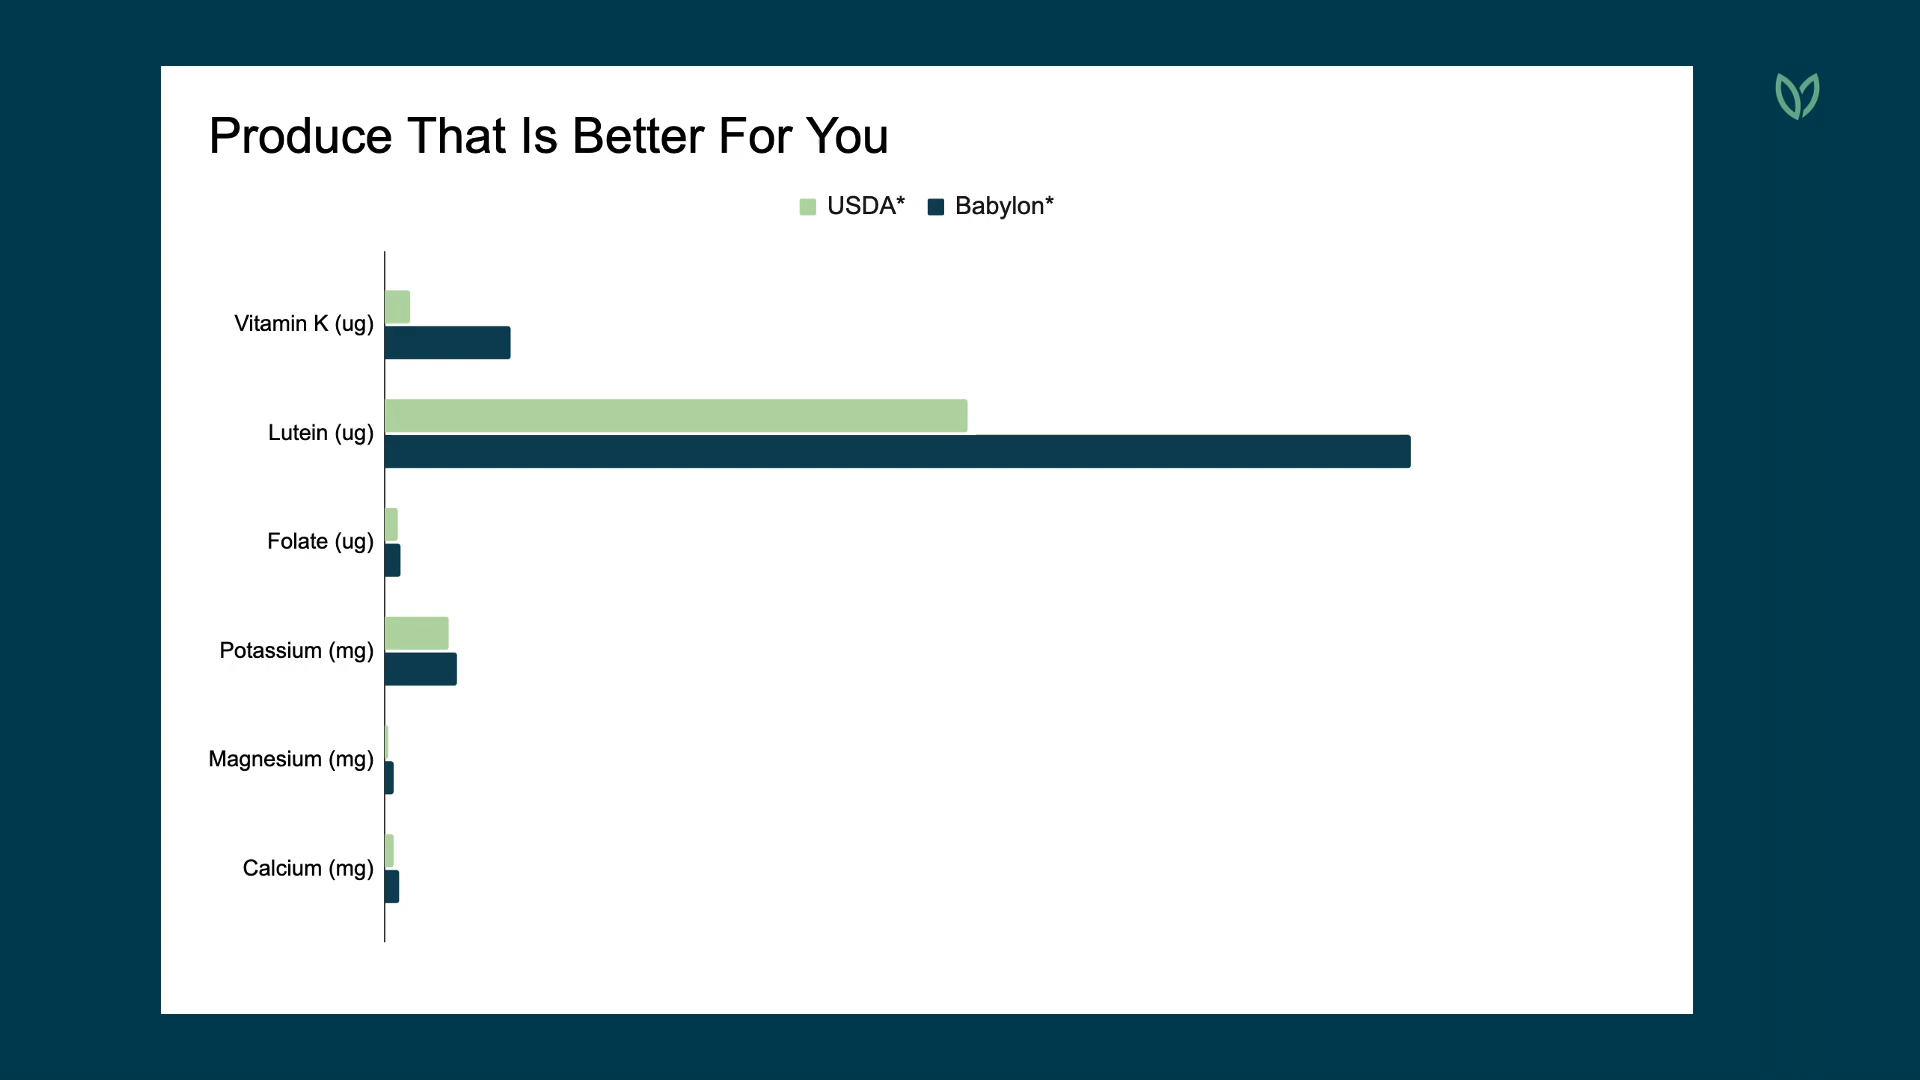 Produce That Is Better For You
USDA* Babylon*
Vitamin K (ug)
Lutein (ug)
Folate (ug)
Potassium (mg)
Magnesium (mg)
Calcium (mg)